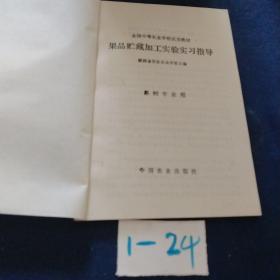 全国中等农业学校试用教材
果品贮藏加工实验实习指导
主编
果树专业用
中国农业出版社
1-24